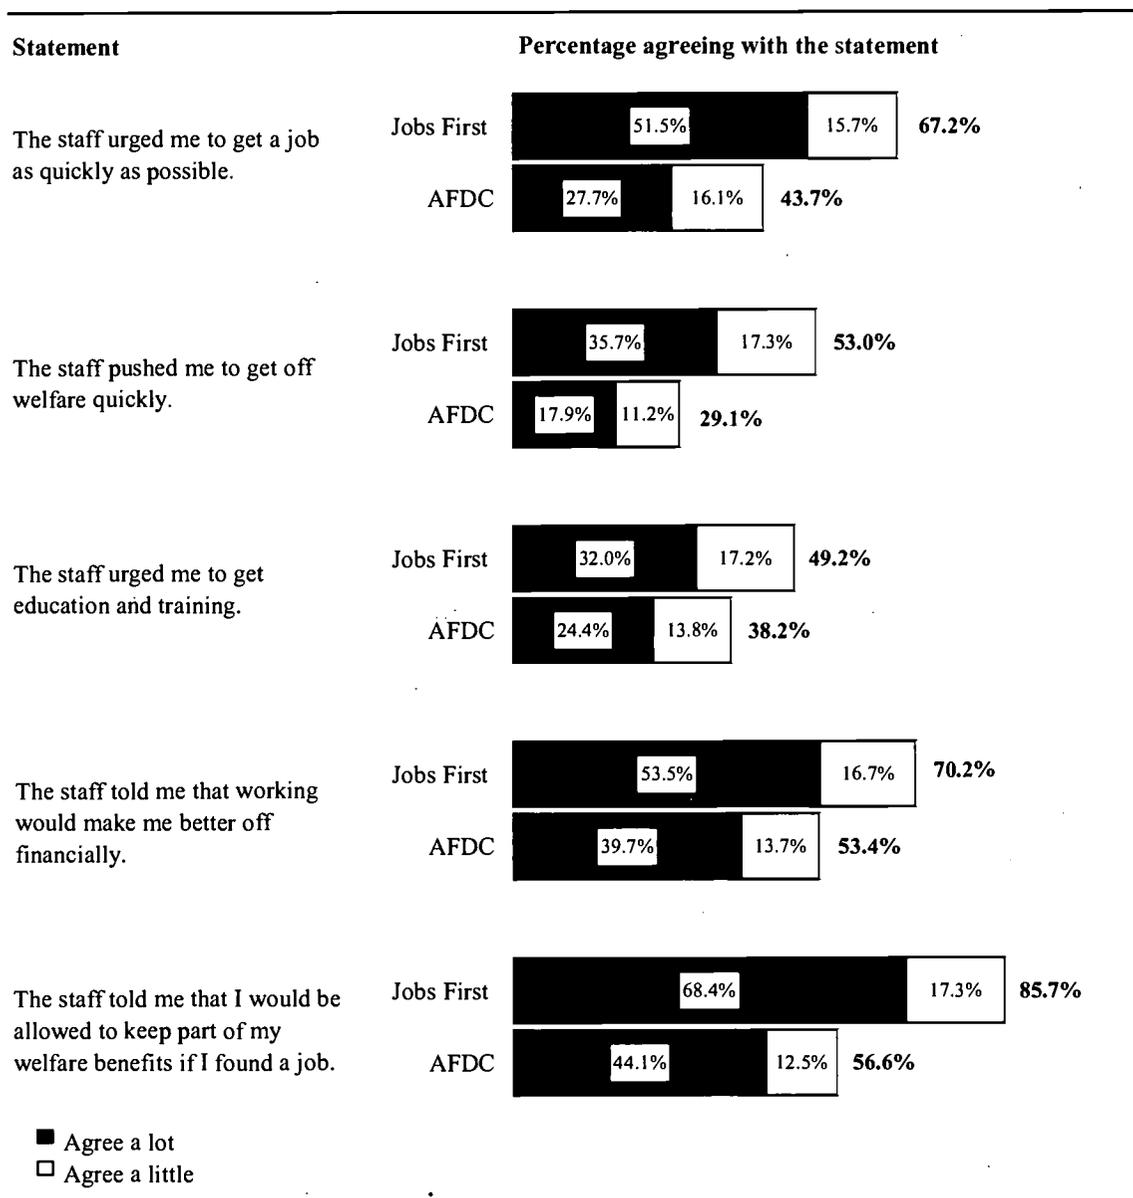 Statement
Percentage agreeing with the statement
The staff urged me to get a job
as quickly as possible.
Jobs First
51.5%
15.7%
67.2%
AFDC
27.7%
16.1%
43.7%
The staff pushed me to get off
welfare quickly.
Jobs First
35.7%
17.3%
53.0%
AFDC
17.9%
11.2%
29.1%
The staff urged me to get
education and training.
Jobs First
32.0%
17.2%
49.2%
AFDC
24.4%
13.8%
38.2%
The staff told me that working
would make me better off
financially.
Jobs First
53.5%
16.7%
70.2%
AFDC
39.7%
13.7%
53.4%
The staff told me that I would be
allowed to keep part of my
welfare benefits if I found a job.
Jobs First
68.4%
17.3%
85.7%
AFDC
44.1%
12.5%
56.6%
Agree a lot
Agree a little